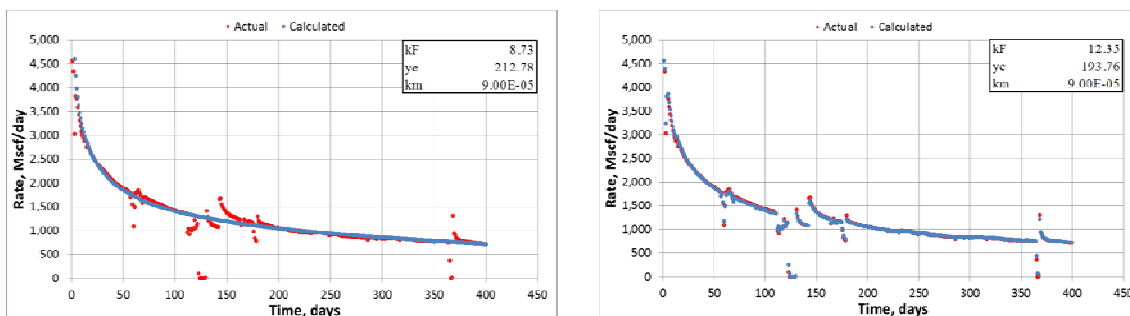 Actual Calculated
5,000
4,500
4,000
3,500
3,000
2,500
2,000
1,500
1,000
500
0
Rate, Mscf/day
kF 8.73
ye 212.78
km 9.00E-05
0 50 100 150 200 250 300 350 400 450
Time, days
Actual Calculated
5,000
4,500
4,000
3,500
3,000
2,500
2,000
1,500
1,000
500
0
Rate, Mscf/day
kF 12.35
ye 193.76
km 9.00E-05
0 50 100 150 200 250 300 350 400 450
Time, days